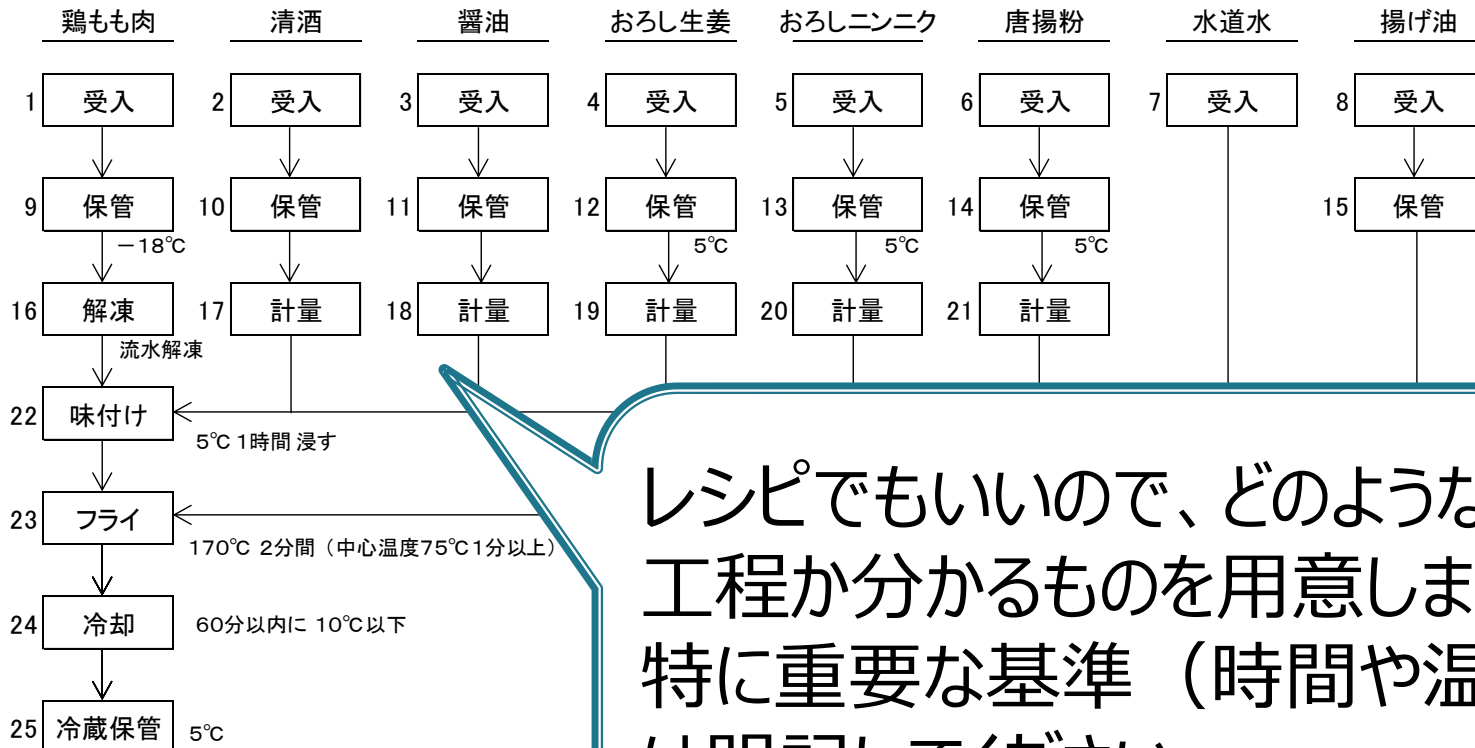 鶏もも肉 清酒 醤油 おろし生姜 おろしニンニク 唐揚粉 水道水 揚げ油
1 受入 2 受入 3 受入 4 受入 5 受入 6 受入 7 受入 8 受入
9 保管 10 保管 11 保管 12 保管 13 保管 14 保管 15 保管
－18℃ 5℃ 5℃ 5℃
16 解凍 17 計量 18 計量 19 計量 20 計量 21 計量
流水解凍
22 味付け
5℃ 1時間 浸す
23 フライ
170℃ 2分間（中心温度75℃1分以上）
24 冷却 60分以内に 10℃以下
25 冷蔵保管 5℃
レシピでもいいので、どのような
工程か分かるものを用意しま
特に重要な基準（時間や温
は明記してください